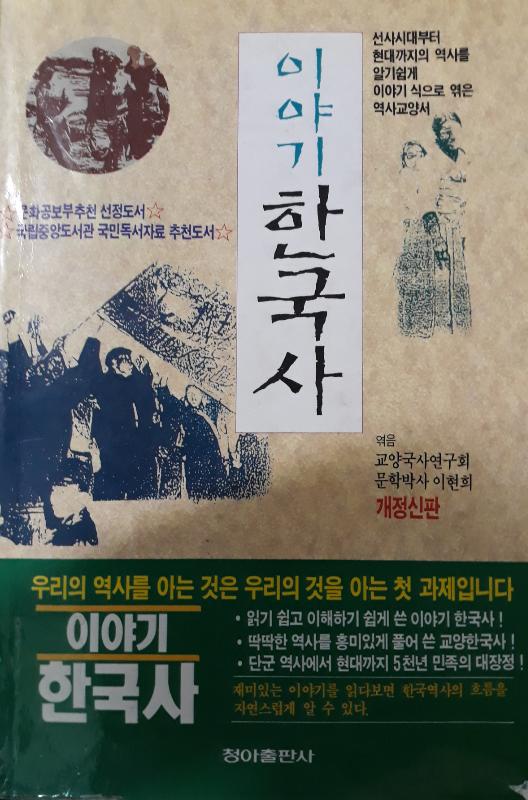 선사시대부터
현대까지의 역사를
알기쉽게
이야기 식으로 엮은
역사교양서
이야기 한국사
☆문화공보부추천 선정도서☆
☆국립중앙도서관 국민독서자료 추천도서☆
엮음
교양국사연구회
문학박사 이현희
개정신판
우리의 역사를 아는 것은 우리의 것을 아는 첫 과제입니다
이야기
한국사
• 읽기 쉽고 이해하기 쉽게 쓴 이야기 한국사!
• 딱딱한 역사를 흥미있게 풀어 쓴 교양한국사!
• 단군 역사에서 현대까지 5천년 민족의 대장정!
재미있는 이야기를 읽다보면 한국역사의 흐름을
자연스럽게 알 수 있다.
청아출판사